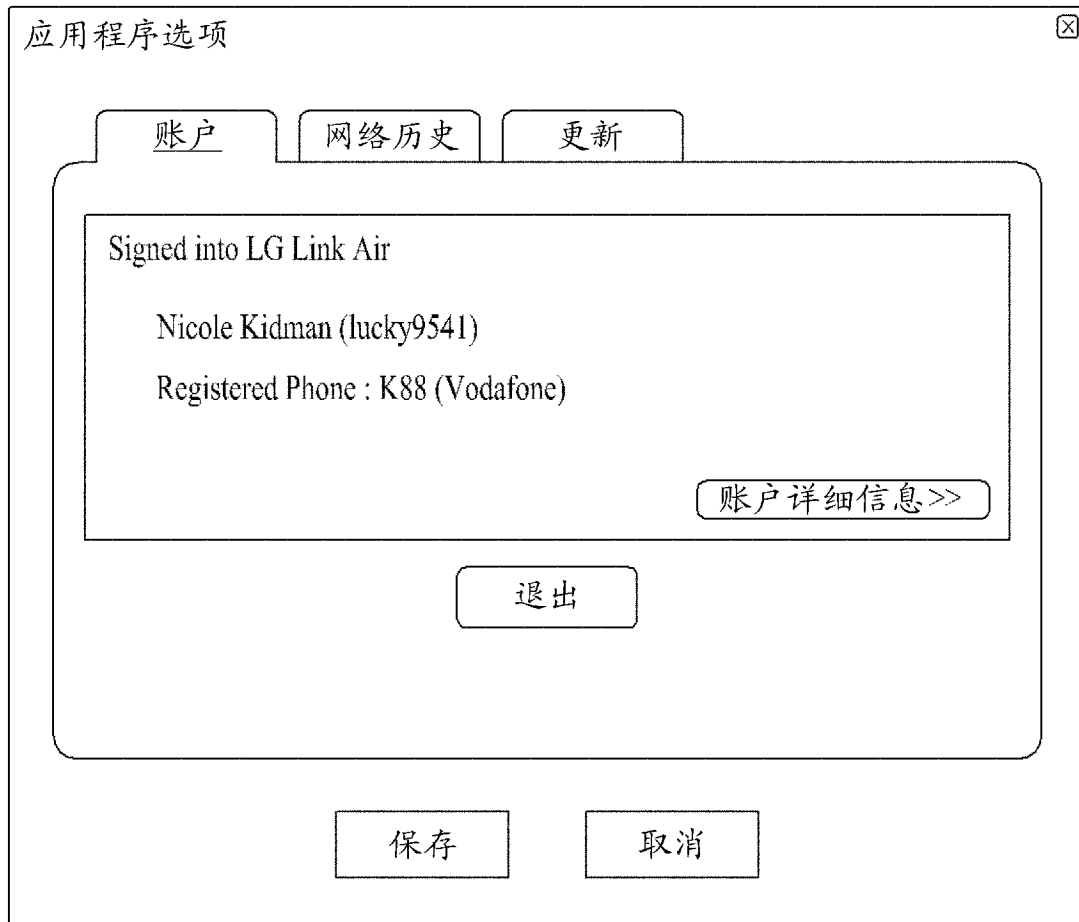 应用程序选项
账户
网络历史
更新
Signed into LG Link Air
Nicole Kidman (lucky9541)
Registered Phone : K88 (Vodafone)
账户详细信息>>
退出
保存
取消